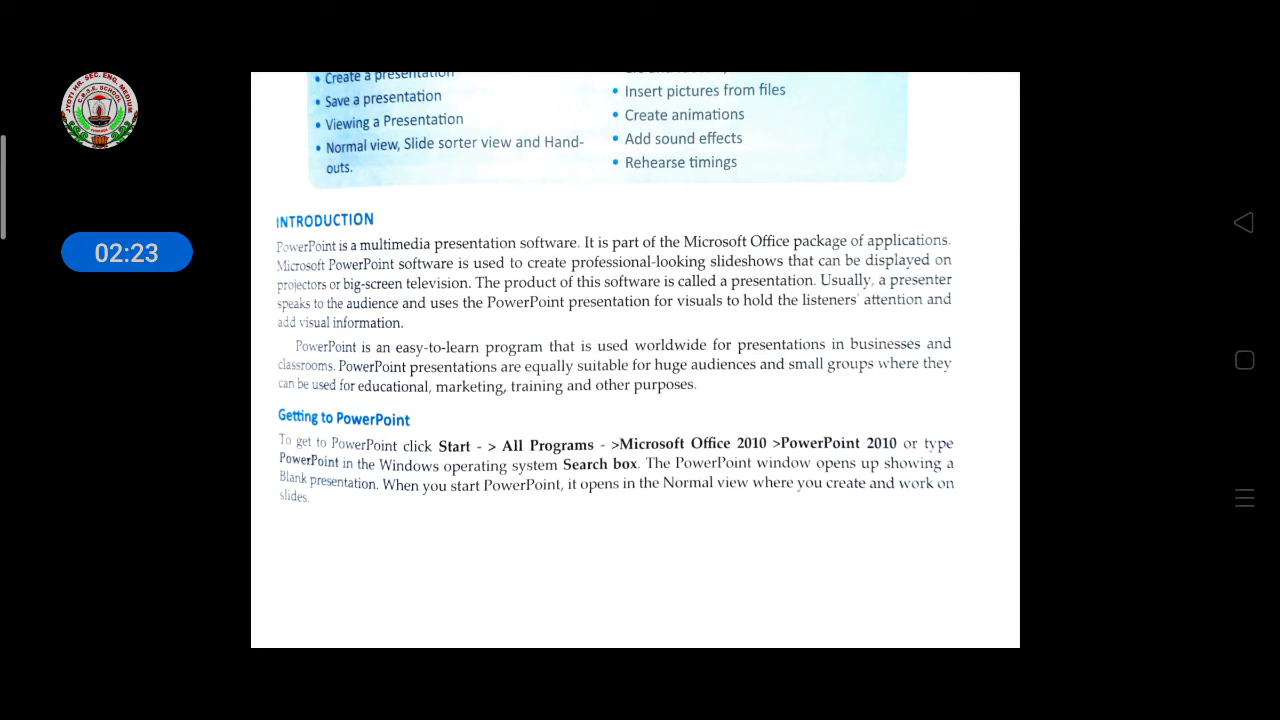 JYOTI HR. SEC. ENG. MEDIUM
C.B.S.E. SCHOOL
02:23
• Create a presentation
• Save a presentation
• Viewing a Presentation
• Normal view, Slide sorter view and Hand-
outs.
• Insert pictures from files
• Create animations
• Add sound effects
• Rehearse timings
INTRODUCTION
PowerPoint is a multimedia presentation software. It is part of the Microsoft Office package of applications.
Microsoft PowerPoint software is used to create professional-looking slideshows that can be displayed on
projectors or big-screen television. The product of this software is called a presentation. Usually, a presenter
speaks to the audience and uses the PowerPoint presentation for visuals to hold the listeners' attention and
add visual information.
PowerPoint is an easy-to-learn program that is used worldwide for presentations in businesses and
classrooms. PowerPoint presentations are equally suitable for huge audiences and small groups where they
can be used for educational, marketing, training and other purposes.
Getting to PowerPoint
To get to PowerPoint click Start - > All Programs - >Microsoft Office 2010 >PowerPoint 2010 or type
PowerPoint in the Windows operating system Search box. The PowerPoint window opens up showing a
Blank presentation. When you start PowerPoint, it opens in the Normal view where you create and work on
slides.